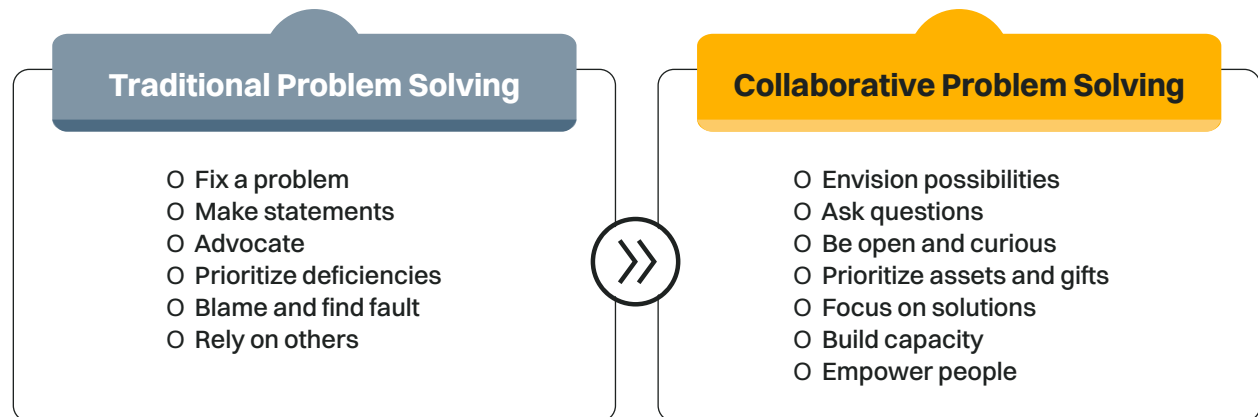 Traditional Problem Solving
O Fix a problem
O Make statements
O Advocate
O Prioritize deficiencies
O Blame and find fault
O Rely on others
Collaborative Problem Solving
O Envision possibilities
O Ask questions
O Be open and curious
O Prioritize assets and gifts
O Focus on solutions
O Build capacity
O Empower people